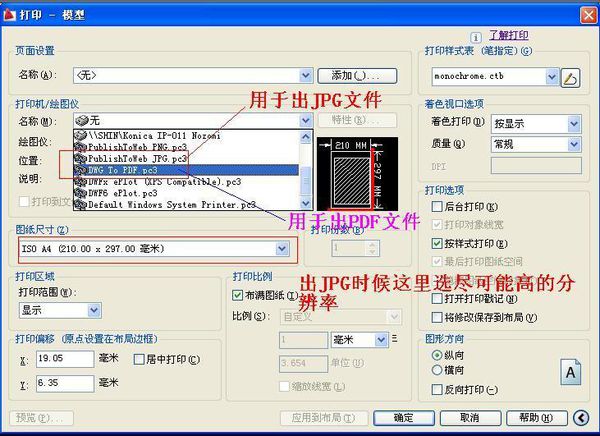 打印 - 模型
了解打印
页面设置
名称(A): <无> 添加(.)...
打印样式表 (笔指定)(G)
monochrome.ctb
打印机/绘图仪
用于出JPG文件
名称(M): 无 特性(R)...
绘图仪: \\SHIN\Konica IP-011 Nozomi
PublishToWeb PNG.pc3
位置: PublishToWeb JPG.pc3
DWG To PDF.pc3
说明: DWFx ePlot (XPS Compatible).pc3
DWF6 ePlot.pc3
打印到文
Default Windows System Printer.pc3
210 MM
297 MM
用于出PDF文件
着色视口选项
着色打印(D) 按显示
质量(Q) 常规
DPI
图纸尺寸(Z)
ISO A4 (210.00 x 297.00 毫米)
打印份数(B)
1
打印选项
后台打印(K)
打印对象线宽
按样式打印(E)
最后打印图纸空间
打开打印戳记(N)
将修改保存到布局(V)
出JPG时候这里选尽可能高的分
辨率
打印区域
打印范围(W):
显示
打印比例
布满图纸(I)
比例(S): 自定义
1 毫米
3.654 单位(U)
缩放线宽(L)
打印偏移 (原点设置在布局边框)
X: 19.05 毫米 居中打印(C)
Y: 6.35 毫米
图形方向
纵向
横向
反向打印(-)
A
预览(P)... 应用到布局(T) 确定 取消 帮助(H)